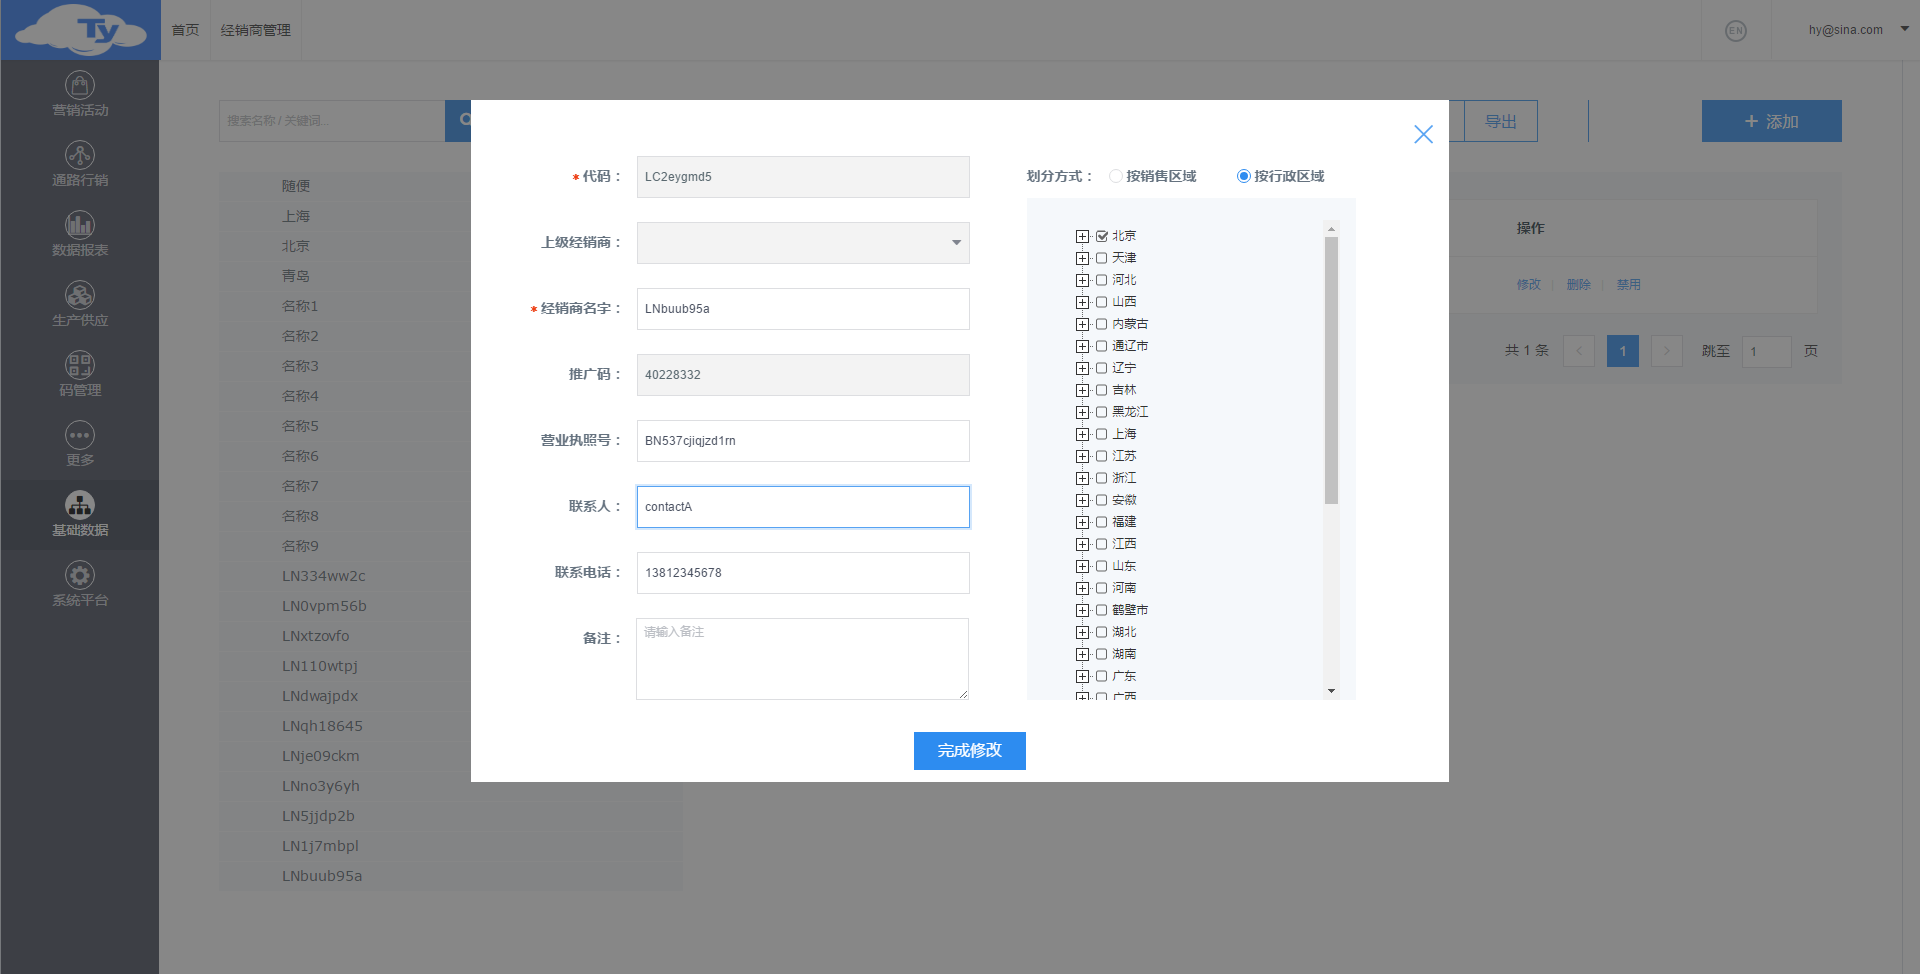 Ty
首页
经销商管理
EN
hy@sina.com
营销活动
通路行销
数据报表
生产供应
码管理
更多
基础数据
系统平台
搜索名称 / 关键词...
导出
+ 添加
随便
上海
北京
青岛
名称1
名称2
名称3
名称4
名称5
名称6
名称7
名称8
名称9
LN334ww2c
LN0vpm56b
LNxtzovfo
LN110wtpj
LNdwajpdx
LNqh18645
LNje09ckm
LNno3y6yh
LN5jjdp2b
LN1j7mbpl
LNbuub95a
* 代码： LC2eygmd5
上级经销商：
* 经销商名字： LNbuub95a
推广码： 40228332
营业执照号： BN537cjiqjzd1rn
联系人： contactA
联系电话： 13812345678
备注： 请输入备注
划分方式： 按销售区域 按行政区域
北京
天津
河北
山西
内蒙古
通辽市
辽宁
吉林
黑龙江
上海
江苏
浙江
安徽
福建
江西
山东
河南
鹤壁市
湖北
湖南
广东
广西
完成修改
操作
修改 | 删除 | 禁用
共 1 条 < 1 > 跳至 1 页